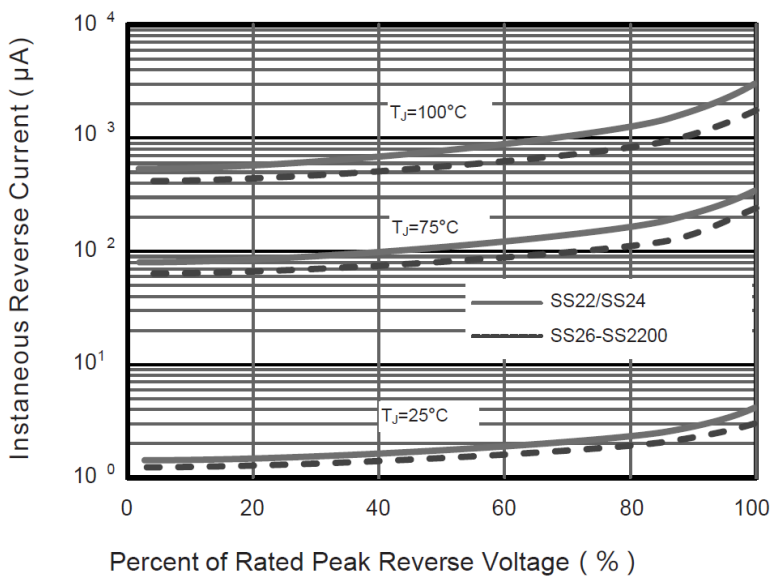 Instaneous Reverse Current ( μA)
10 4
10 3
10 2
10 1
10 0
TJ=100°C
TJ=75°C
SS22/SS24
SS26-SS2200
TJ=25°C
0 20 40 60 80 100
Percent of Rated Peak Reverse Voltage ( % )